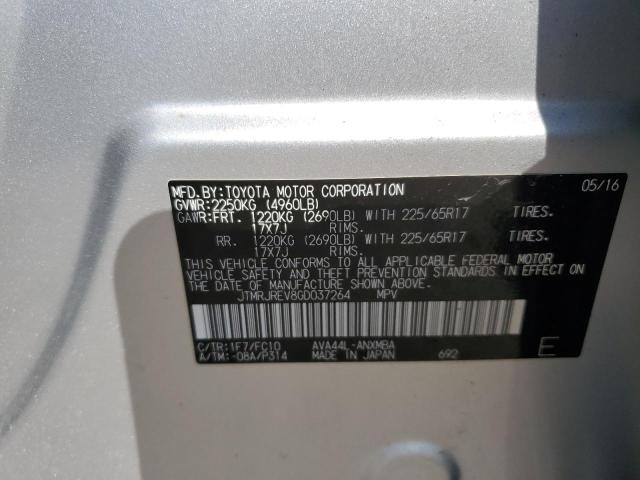 MFD.BY:TOYOTA MOTOR CORPORATION 05/16
GVWR:2250KG (4960LB)
GAWR:FRT. 1220KG (2690LB) WITH 225/65R17 TIRES.
17X7J RIMS.
RR. 1220KG (2690LB) WITH 225/65R17 TIRES.
17X7J RIMS.
THIS VEHICLE CONFORMS TO ALL APPLICABLE FEDERAL MOTOR
VEHICLE SAFETY AND THEFT PREVENTION STANDARDS IN EFFECT ON
THE DATE OF MANUFACTURE SHOWN ABOVE.
JTMRJREV8GD037264 MPV
C/TR:1F7/FC10 AVA44L-ANXMBA
A/TM:-08A/P314 MADE IN JAPAN 692 E